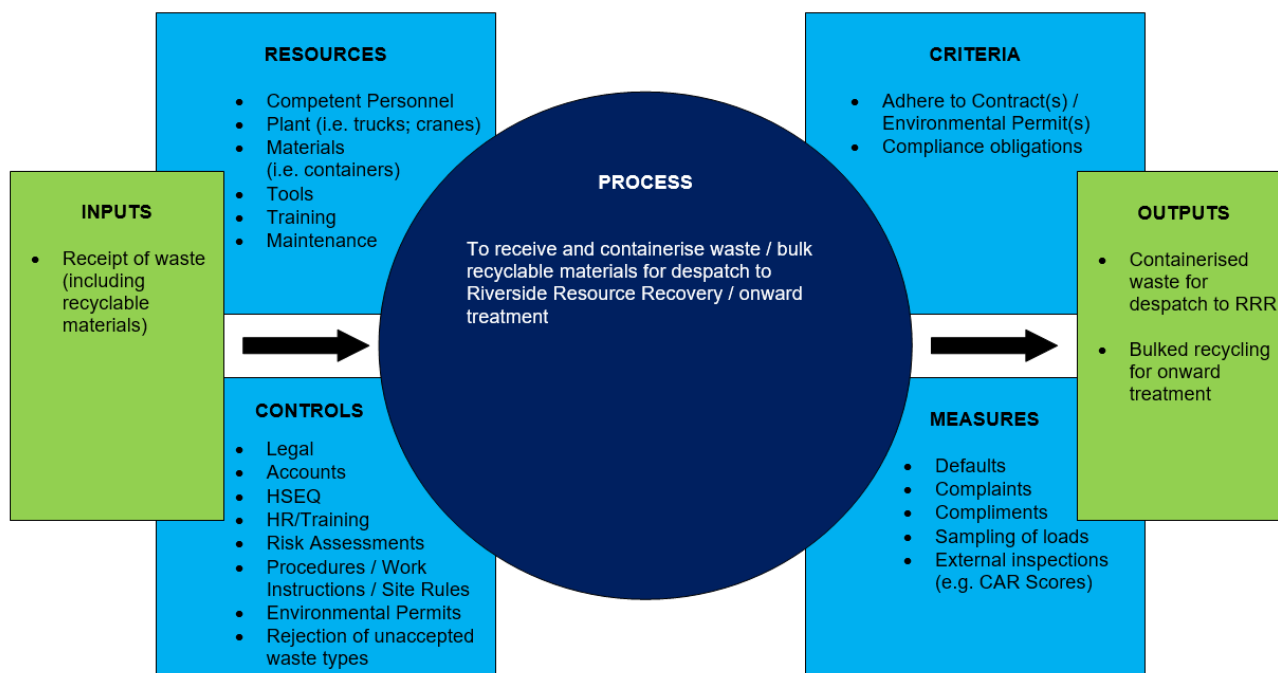 RESOURCES
• Competent Personnel
• Plant (i.e. trucks; cranes)
• Materials
(i.e. containers)
• Tools
• Training
• Maintenance
CRITERIA
• Adhere to Contract(s) /
Environmental Permit(s)
• Compliance obligations
INPUTS
• Receipt of waste
(including
recyclable
materials)
PROCESS
To receive and containerise waste / bulk
recyclable materials for despatch to
Riverside Resource Recovery / onward
treatment
OUTPUTS
• Containerised
waste for
despatch to RRR
• Bulked recycling
for onward
treatment
CONTROLS
• Legal
• Accounts
• HSEQ
• HR/Training
• Risk Assessments
• Procedures / Work
Instructions / Site Rules
• Environmental Permits
• Rejection of unaccepted
waste types
MEASURES
• Defaults
• Complaints
• Compliments
• Sampling of loads
• External inspections
(e.g. CAR Scores)